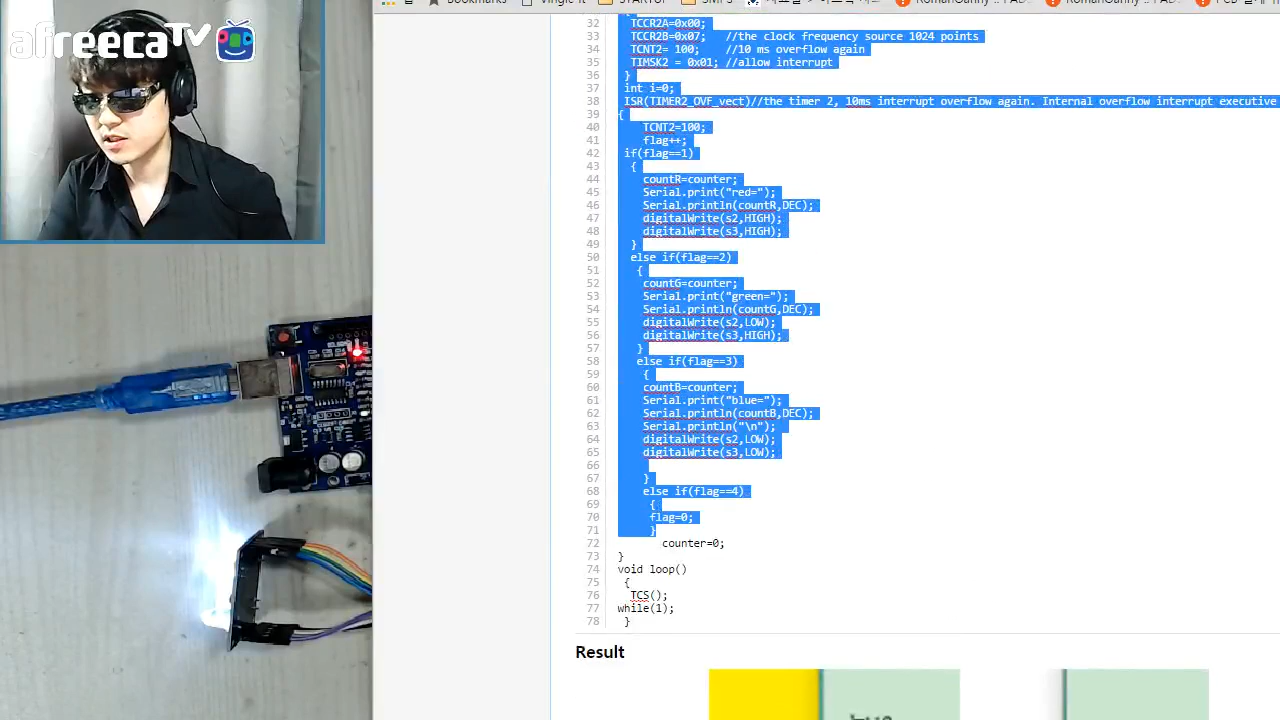 afreecaTV
Bookmarks
32
TCCR2A=0x00;
33 TCCR2B=0x07; //the clock frequency source 1024 points
34 TCNT2= 100; //10 ms overflow again
35 TIMSK2 = 0x01; //allow interrupt
36 }
37 int i=0;
38 ISR(TIMER2_OVF_vect)//the timer 2, 10ms interrupt overflow again. Internal overflow interrupt executive
39 {
40 TCNT2=100;
41 flag++;
42 if(flag==1)
43 {
44 countR=counter;
45 Serial.print("red=");
46 Serial.println(countR,DEC);
47 digitalWrite(s2,HIGH);
48 digitalWrite(s3,HIGH);
49 }
50 else if(flag==2)
51 {
52 countG=counter;
53 Serial.print("green=");
54 Serial.println(countG,DEC);
55 digitalWrite(s2,LOW);
56 digitalWrite(s3,HIGH);
57 }
58 else if(flag==3)
59 {
60 countB=counter;
61 Serial.print("blue=");
62 Serial.println(countB,DEC);
63 Serial.println("\n");
64 digitalWrite(s2,LOW);
65 digitalWrite(s3,LOW);
66
67 }
68 else if(flag==4)
69 {
70 flag=0;
71 }
72 counter=0;
73 }
74 void loop()
75 {
76 TCS();
77 while(1);
78 }
Result